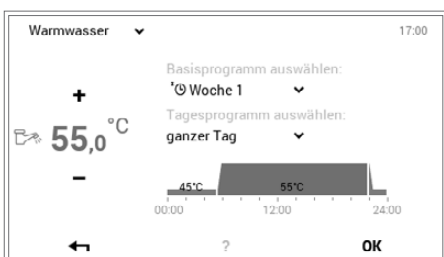 Warmwasser 17:00
Basisprogramm auswählen:
Woche 1
Tagesprogramm auswählen:
ganzer Tag
+
55,0 °C
−
45°C 55°C
00:00 12:00 24:00
? OK